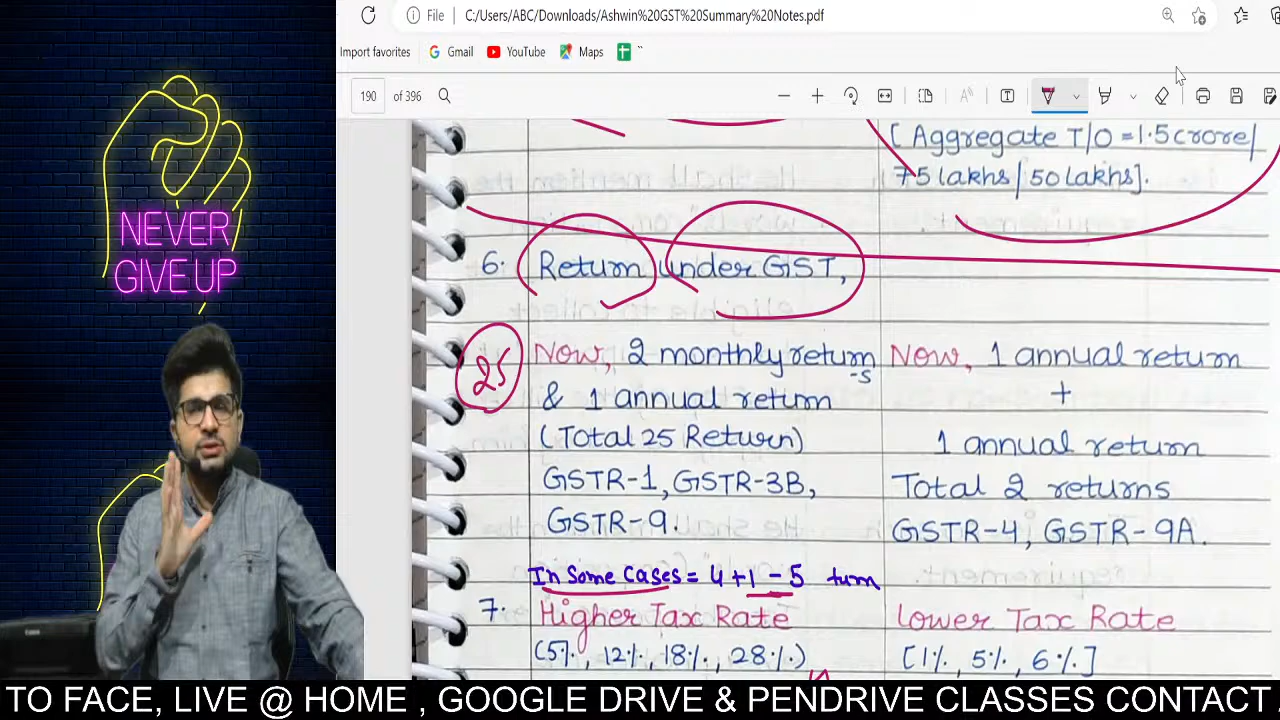 File C:/Users/ABC/Downloads/Ashwin%20GST%20Summary%20Notes.pdf
Import favorites Gmail YouTube Maps
190 of 396
[Aggregate T/O = 1.5 crore/
75 lakhs / 50 lakhs].
6. Return under GST,
25
Now, 2 monthly return
-s
& 1 annual return
(Total 25 Return)
GSTR-1, GSTR-3B,
GSTR-9.
Now, 1 annual return
+
1 annual return
Total 2 returns
GSTR-4, GSTR-9A.
In Some Cases = 4 + 1 - 5 turn
7. Higher Tax Rate
(5%, 12%, 18%, 28%)
Lower Tax Rate
[1%, 5%, 6%]
NEVER
GIVE UP
TO FACE, LIVE @ HOME , GOOGLE DRIVE & PENDRIVE CLASSES CONTACT